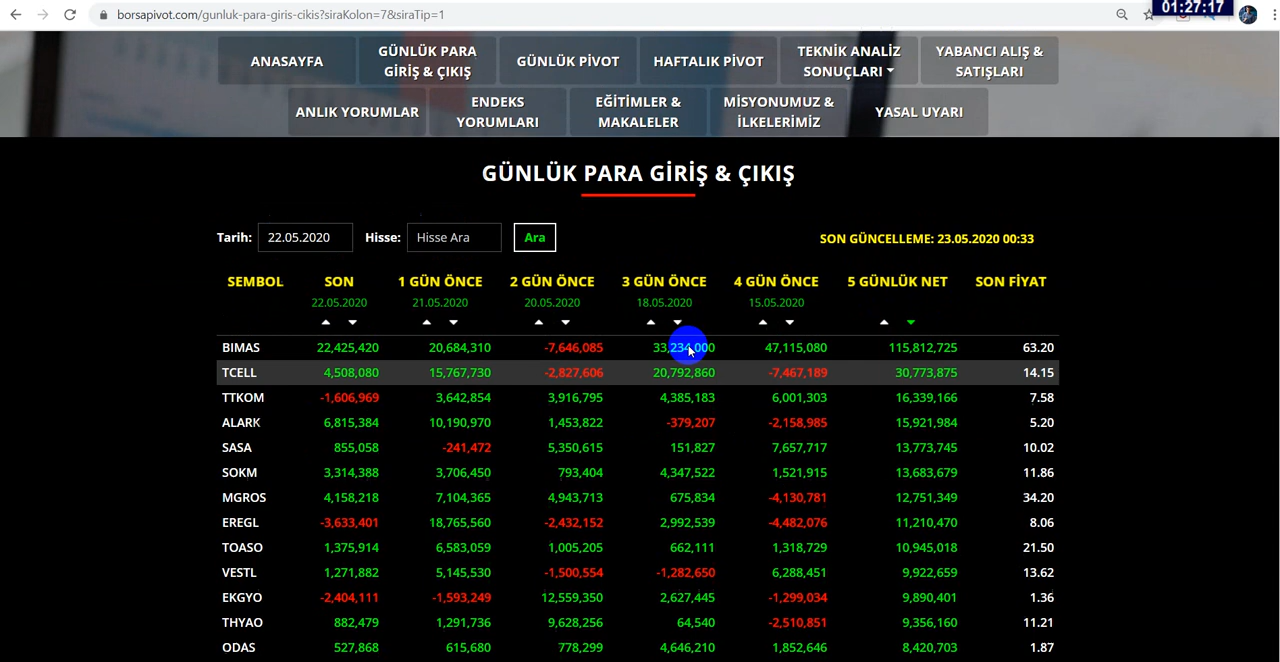 borsapivot.com/gunluk-para-giris-cikis?siraKolon=7&siraTip=1
01:27:17
ANASAYFA
GÜNLÜK PARA GİRİŞ & ÇIKIŞ
GÜNLÜK PİVOT
HAFTALIK PİVOT
TEKNİK ANALİZ SONUÇLARI
YABANCI ALIŞ & SATIŞLARI
ANLIK YORUMLAR
ENDEKS YORUMLARI
EĞİTİMLER & MAKALELER
MİSYONUMUZ & İLKELERİMİZ
YASAL UYARI
GÜNLÜK PARA GİRİŞ & ÇIKIŞ
Tarih: 22.05.2020 Hisse: Hisse Ara Ara
SON GÜNCELLEME: 23.05.2020 00:33
SEMBOL SON 1 GÜN ÖNCE 2 GÜN ÖNCE 3 GÜN ÖNCE 4 GÜN ÖNCE 5 GÜNLÜK NET SON FİYAT
22.05.2020 21.05.2020 20.05.2020 18.05.2020 15.05.2020
BIMAS 22,425,420 20,684,310 -7,646,085 33,234,000 47,115,080 115,812,725 63.20
TCELL 4,508,080 15,767,730 -2,827,606 20,792,860 -7,467,189 30,773,875 14.15
TTKOM -1,606,969 3,642,854 3,916,795 4,385,183 6,001,303 16,339,166 7.58
ALARK 6,815,384 10,190,970 1,453,822 -379,207 -2,158,985 15,921,984 5.20
SASA 855,058 -241,472 5,350,615 151,827 7,657,717 13,773,745 10.02
SOKM 3,314,388 3,706,450 793,404 4,347,522 1,521,915 13,683,679 11.86
MGROS 4,158,218 7,104,365 4,943,713 675,834 -4,130,781 12,751,349 34.20
EREGL -3,633,401 18,765,560 -2,432,152 2,992,539 -4,482,076 11,210,470 8.06
TOASO 1,375,914 6,583,059 1,005,205 662,111 1,318,729 10,945,018 21.50
VESTL 1,271,882 5,145,530 -1,500,554 -1,282,650 6,288,451 9,922,659 13.62
EKGYO -2,404,111 -1,593,249 12,559,350 2,627,445 -1,299,034 9,890,401 1.36
THYAO 882,479 1,291,736 9,628,256 64,540 -2,510,851 9,356,160 11.21
ODAS 527,868 615,680 778,299 4,646,210 1,852,646 8,420,703 1.87